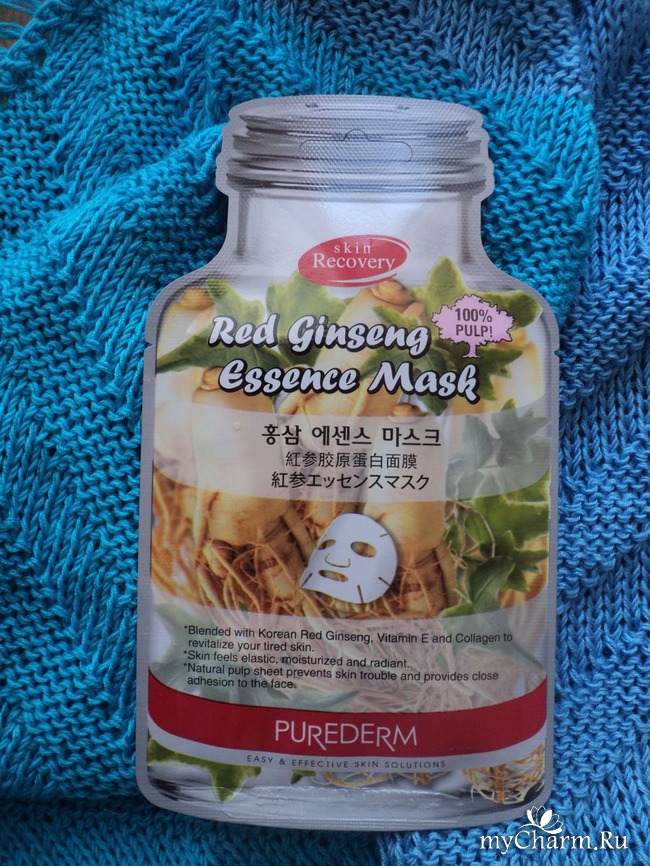 skin
Recovery
Red Ginseng
100%
PULP!
Essence Mask
홍삼 에센스 마스크
紅参胶原蛋白面膜
紅参エッセンスマスク
*Blended with Korean Red Ginseng, Vitamin E and Collagen to
revitalize your tired skin.
*Skin feels elastic, moisturized and radiant.
*Natural pulp sheet prevents skin trouble and provides close
adhesion to the face.
PUREDERM
EASY & EFFECTIVE SKIN SOLUTIONS
myCharm.Ru